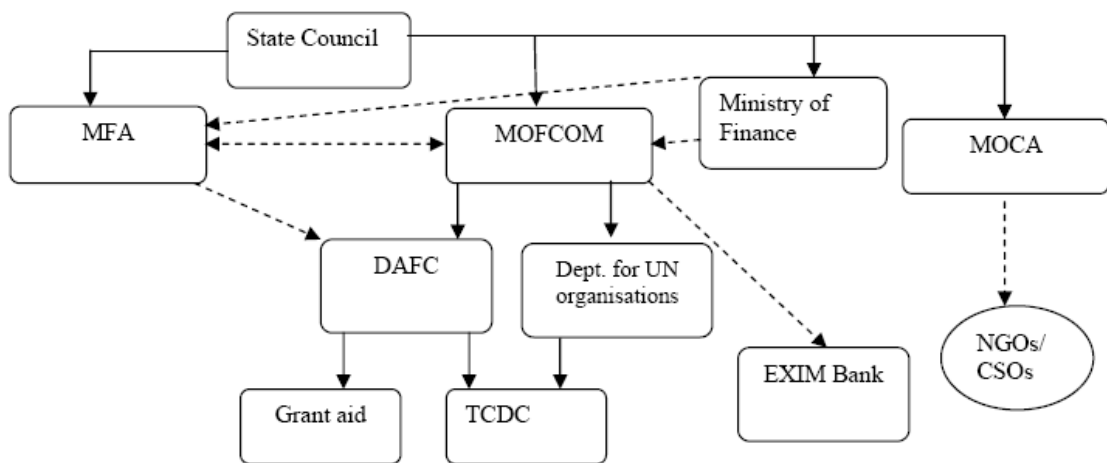 State Council
MFA
MOFCOM
Ministry of
Finance
MOCA
DAFC
Dept. for UN
organisations
EXIM Bank
NGOs/
CSOs
Grant aid
TCDC